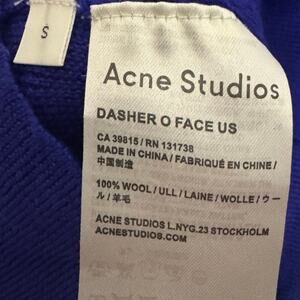 S
Acne Studios
DASHER O FACE US
CA 39815 / RN 131738
MADE IN CHINA / FABRIQUÉ EN CHINE /
中国制造
100% WOOL / ULL / LAINE / WOLLE / ウー
ル / 羊毛
ACNE STUDIOS L.NYG.23 STOCKHOLM
ACNESTUDIOS.COM